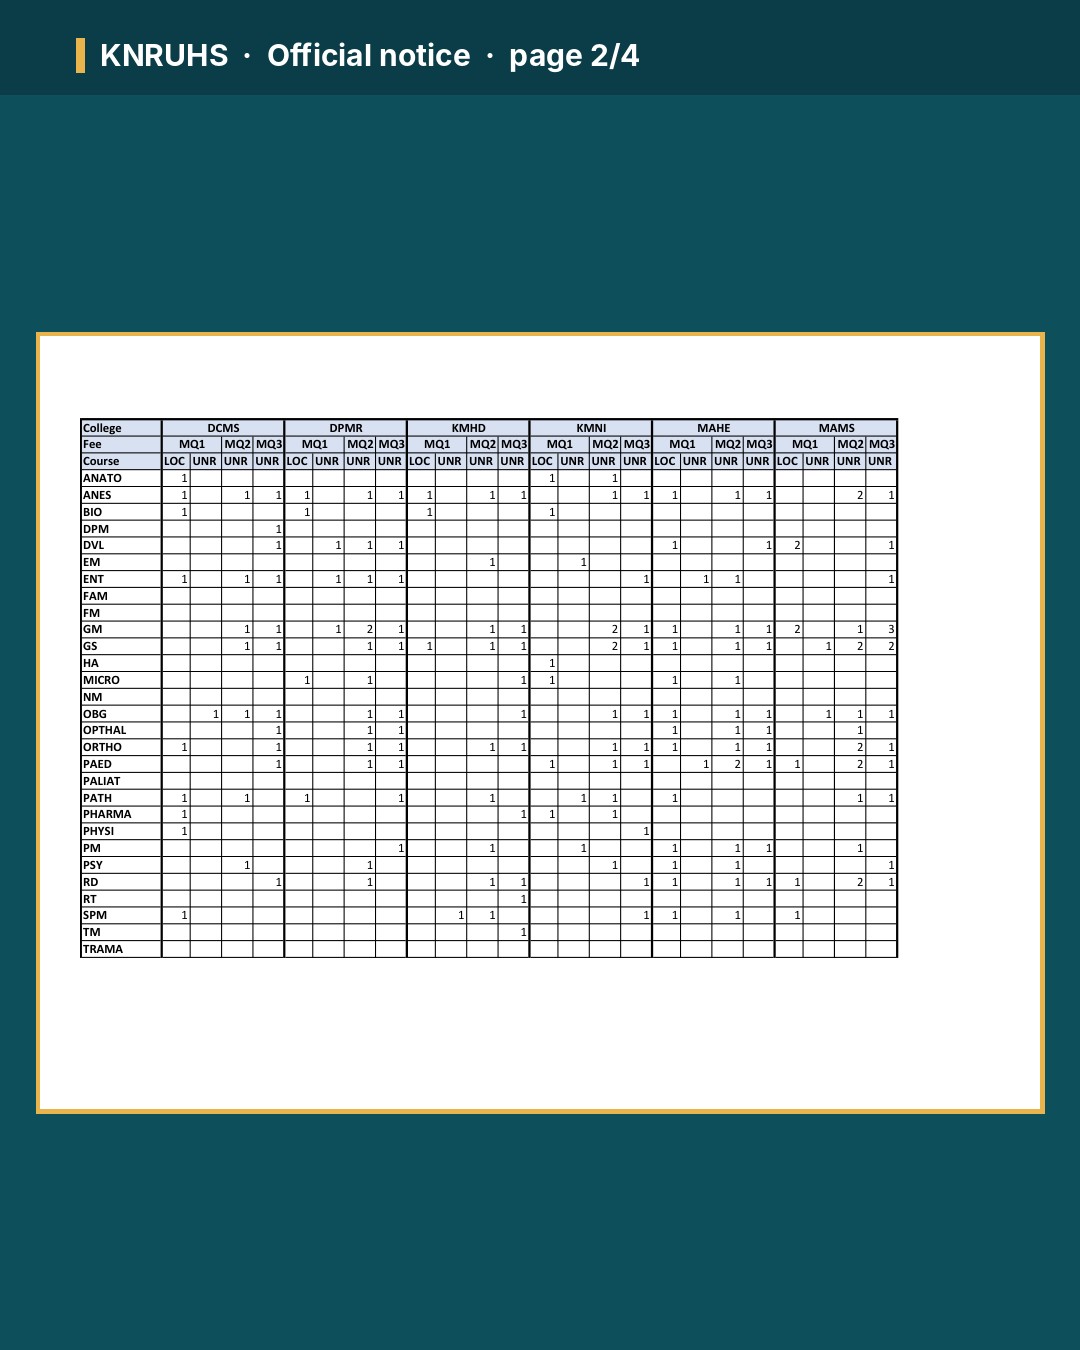 KNRUHS · Official notice · page 2/4
College DCMS DPMR KMHD KMNI MAHE MAMS
Fee MQ1 MQ2 MQ3 MQ1 MQ2 MQ3 MQ1 MQ2 MQ3 MQ1 MQ2 MQ3 MQ1 MQ2 MQ3 MQ1 MQ2 MQ3
Course LOC UNR UNR UNR LOC UNR UNR UNR LOC UNR UNR UNR LOC UNR UNR UNR LOC UNR UNR UNR LOC UNR UNR UNR
ANATO 1 1 1
ANES 1 1 1 1 1 1 1 1 1 1 1 1 1 1 2 1
BIO 1 1 1 1
DPM 1
DVL 1 1 1 1 1 1 2 1
EM 1 1
ENT 1 1 1 1 1 1 1 1 1 1
FAM
FM
GM 1 1 1 2 1 1 1 2 1 1 1 1 2 1 3
GS 1 1 1 1 1 1 1 2 1 1 1 1 1 2 2
HA 1
MICRO 1 1 1 1 1 1
NM
OBG 1 1 1 1 1 1 1 1 1 1 1 1 1 1
OPTHAL 1 1 1 1 1 1 1
ORTHO 1 1 1 1 1 1 1 1 1 1 1 2 1
PAED 1 1 1 1 1 1 1 2 1 1 2 1
PALIAT
PATH 1 1 1 1 1 1 1 1 1 1
PHARMA 1 1 1 1
PHYSI 1 1
PM 1 1 1 1 1 1 1
PSY 1 1 1 1 1 1
RD 1 1 1 1 1 1 1 1 1 2 1
RT 1
SPM 1 1 1 1 1 1 1
TM 1
TRAMA